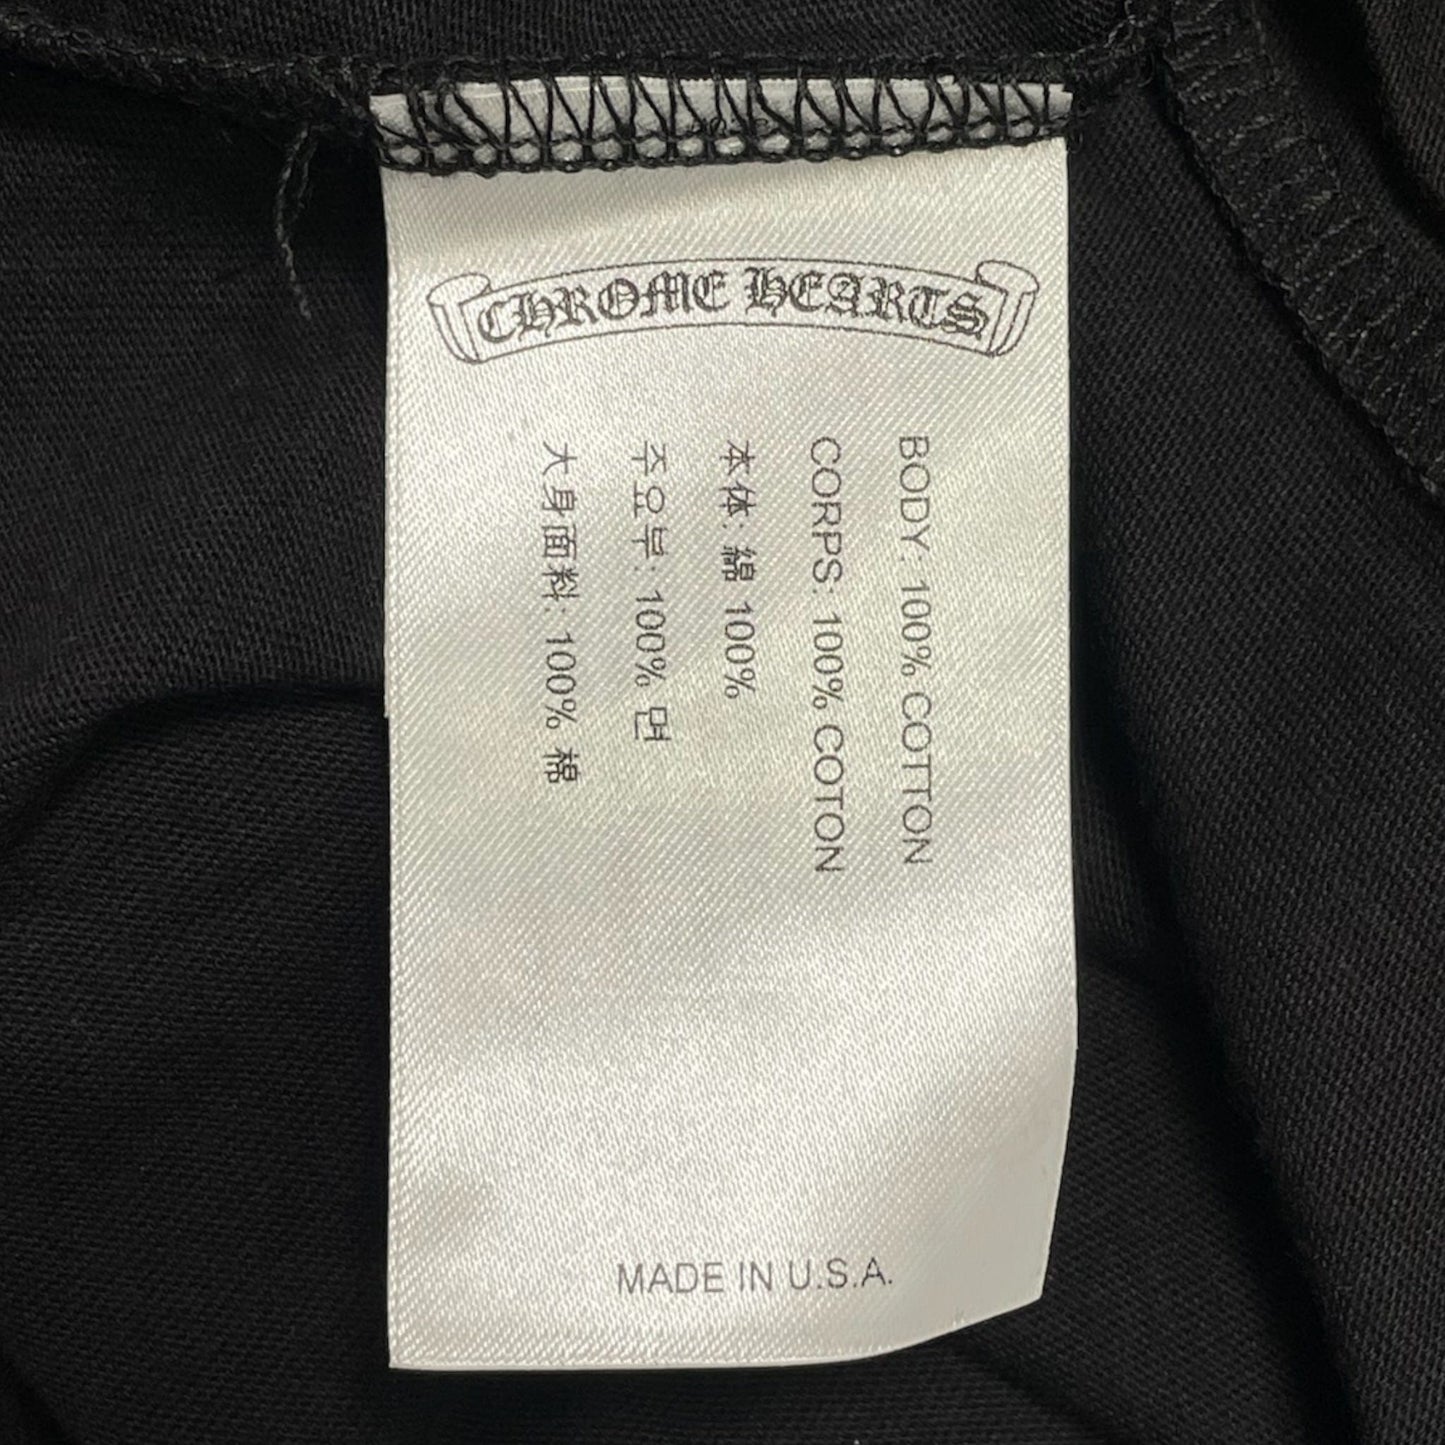 CHROME HEARTS
BODY: 100% COTTON
CORPS: 100% COTON
本体: 綿 100%
주요부: 100% 면
大身面料: 100% 棉
MADE IN U.S.A.